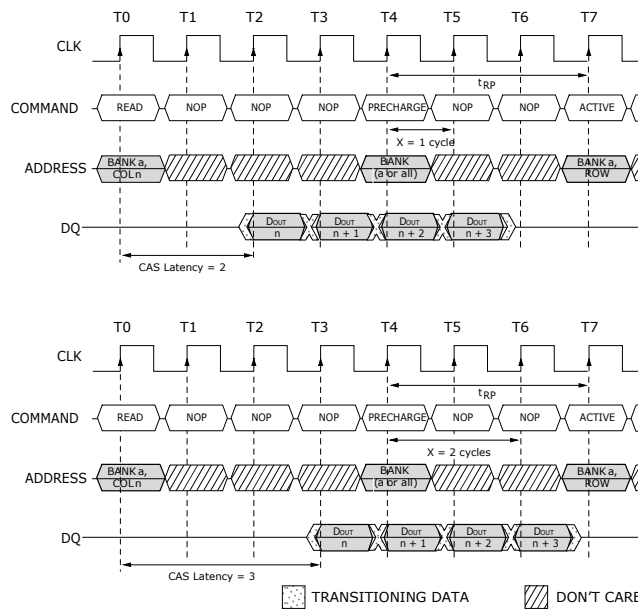 T0 T1 T2 T3 T4 T5 T6 T7
CLK
tRP
COMMAND READ NOP NOP NOP PRECHARGE NOP NOP ACTIVE
X = 1 cycle
ADDRESS BANK a, COL n BANK (a or all) BANK a, ROW
DQ DOUT n DOUT n + 1 DOUT n + 2 DOUT n + 3
CAS Latency = 2
T0 T1 T2 T3 T4 T5 T6 T7
CLK
tRP
COMMAND READ NOP NOP NOP PRECHARGE NOP NOP ACTIVE
X = 2 cycles
ADDRESS BANK a, COL n BANK (a or all) BANK a, ROW
DQ DOUT n DOUT n + 1 DOUT n + 2 DOUT n + 3
CAS Latency = 3
TRANSITIONING DATA DON'T CARE